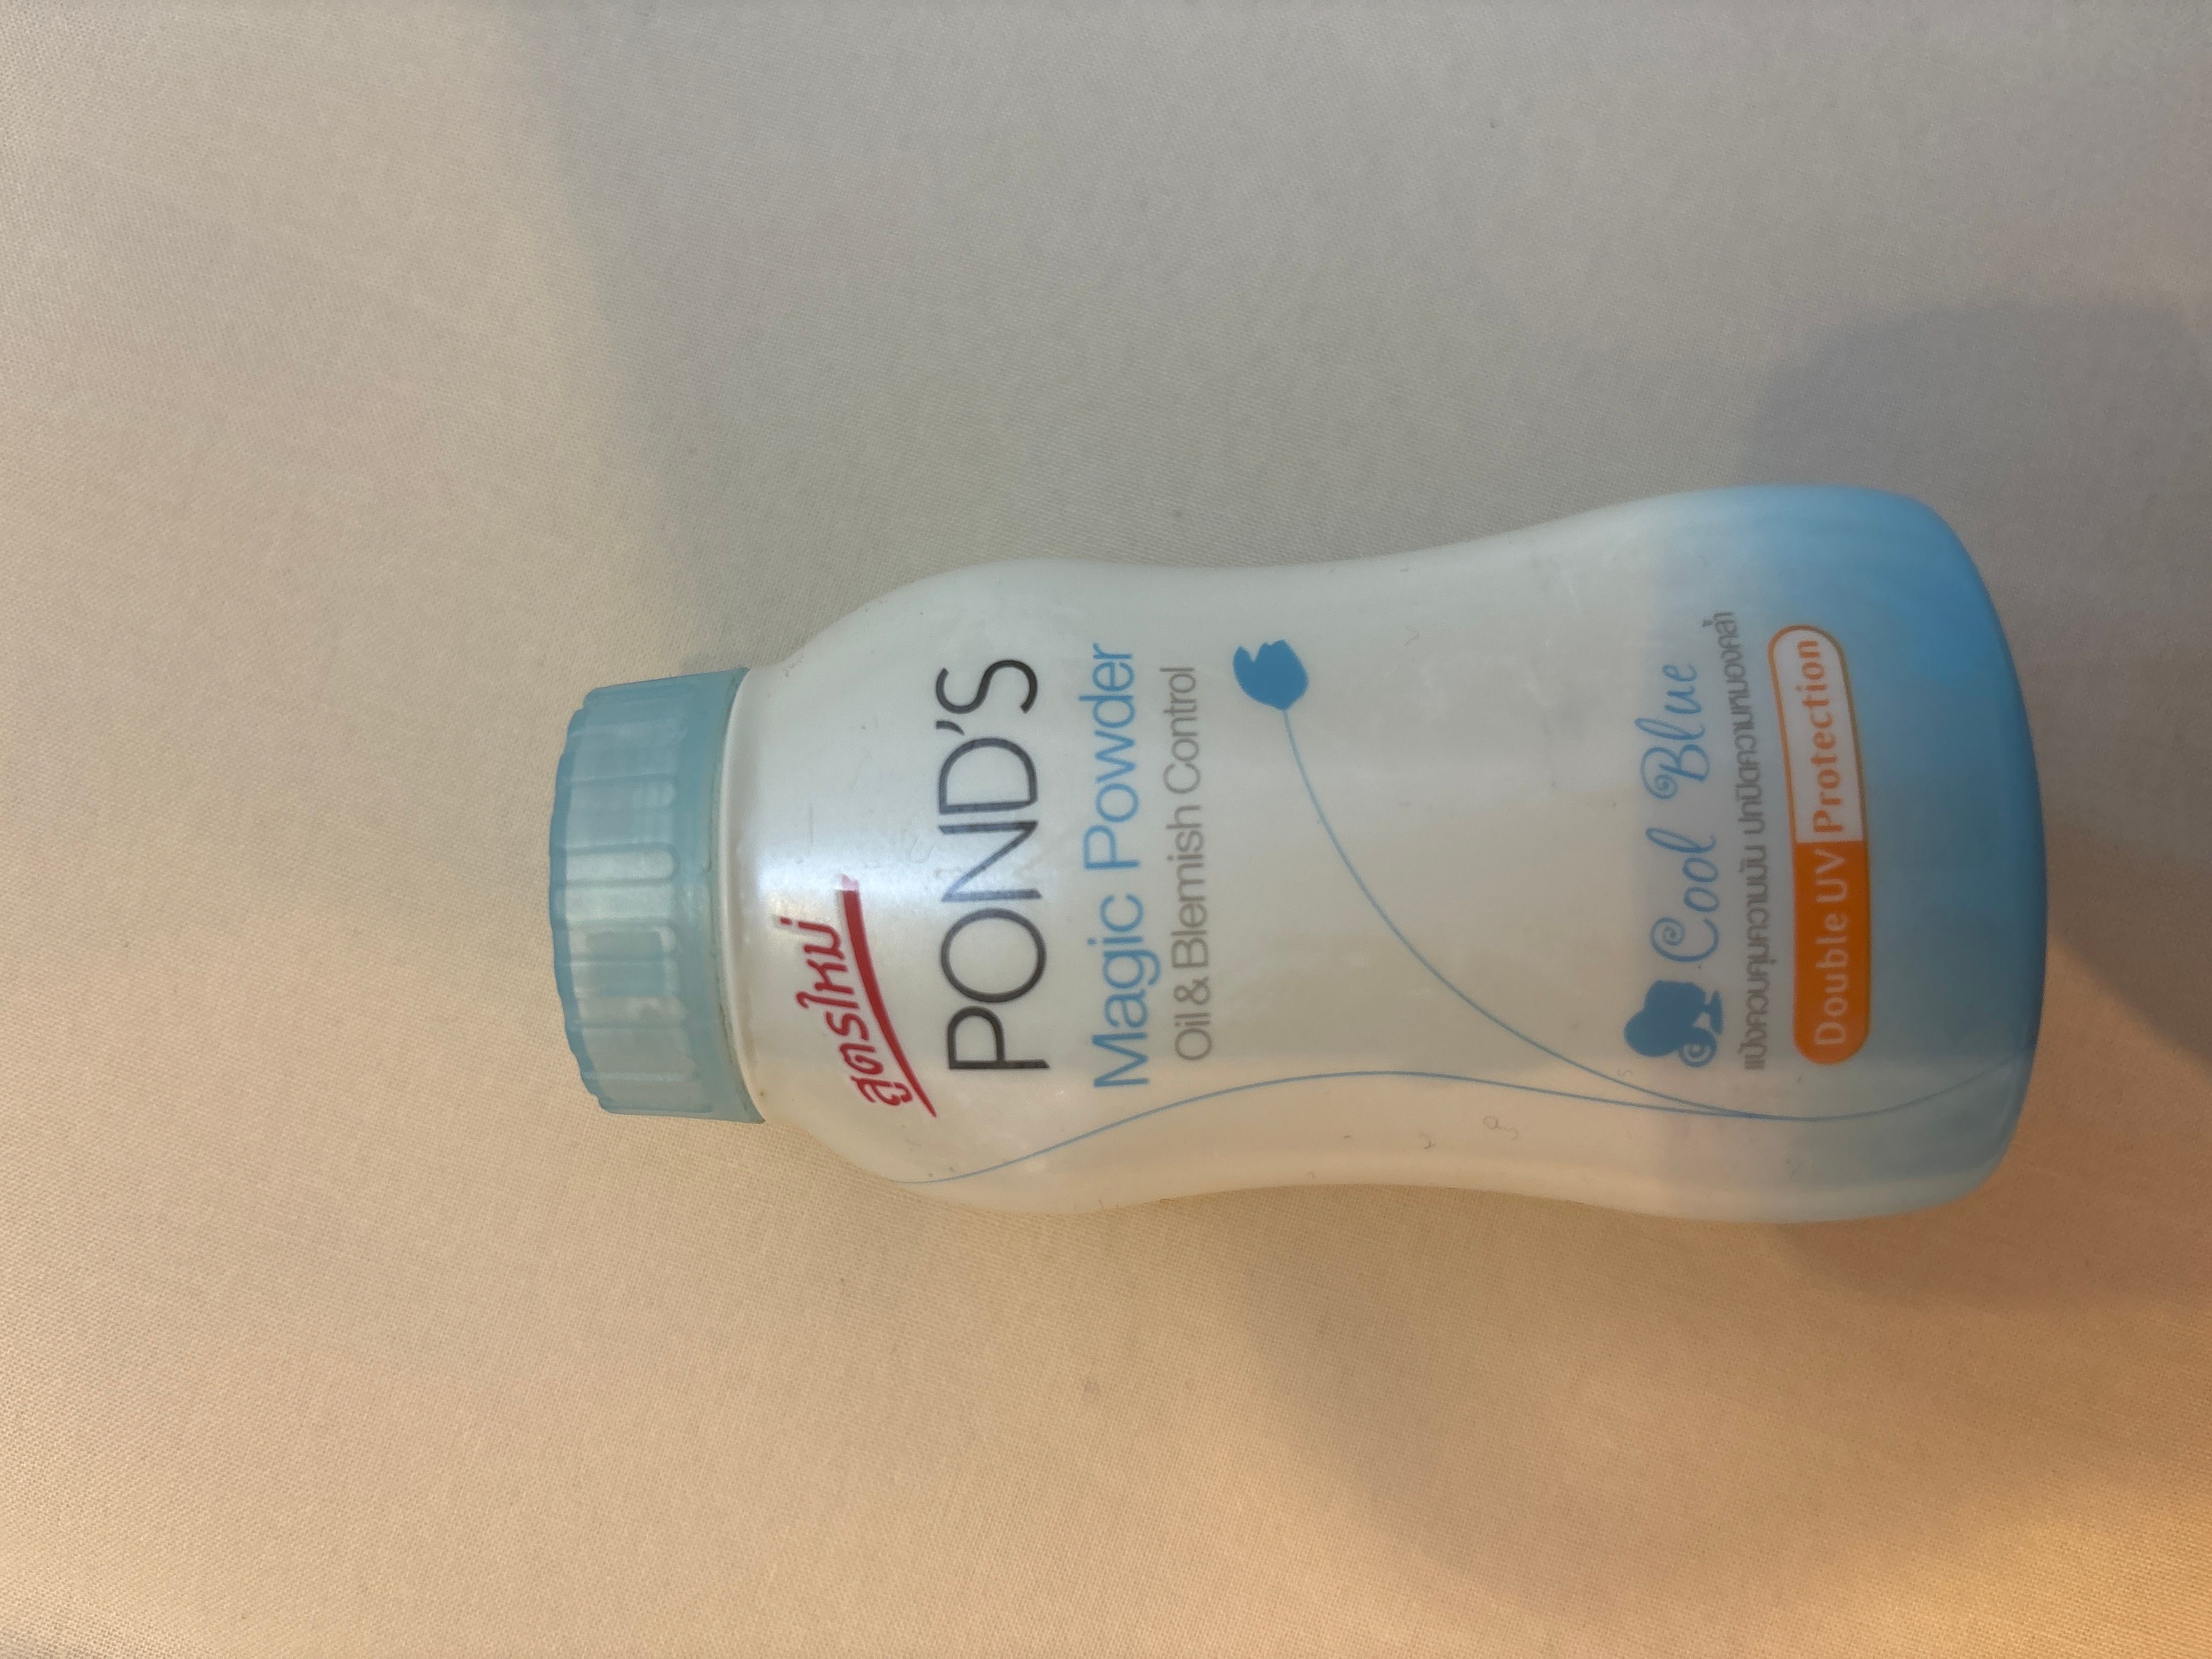 สูตรใหม่
POND'S
Magic Powder
Oil & Blemish Control
Cool Blue
แป้งควบคุมความมัน ปกปิดความหมองคล้ำ
Double UV Protection